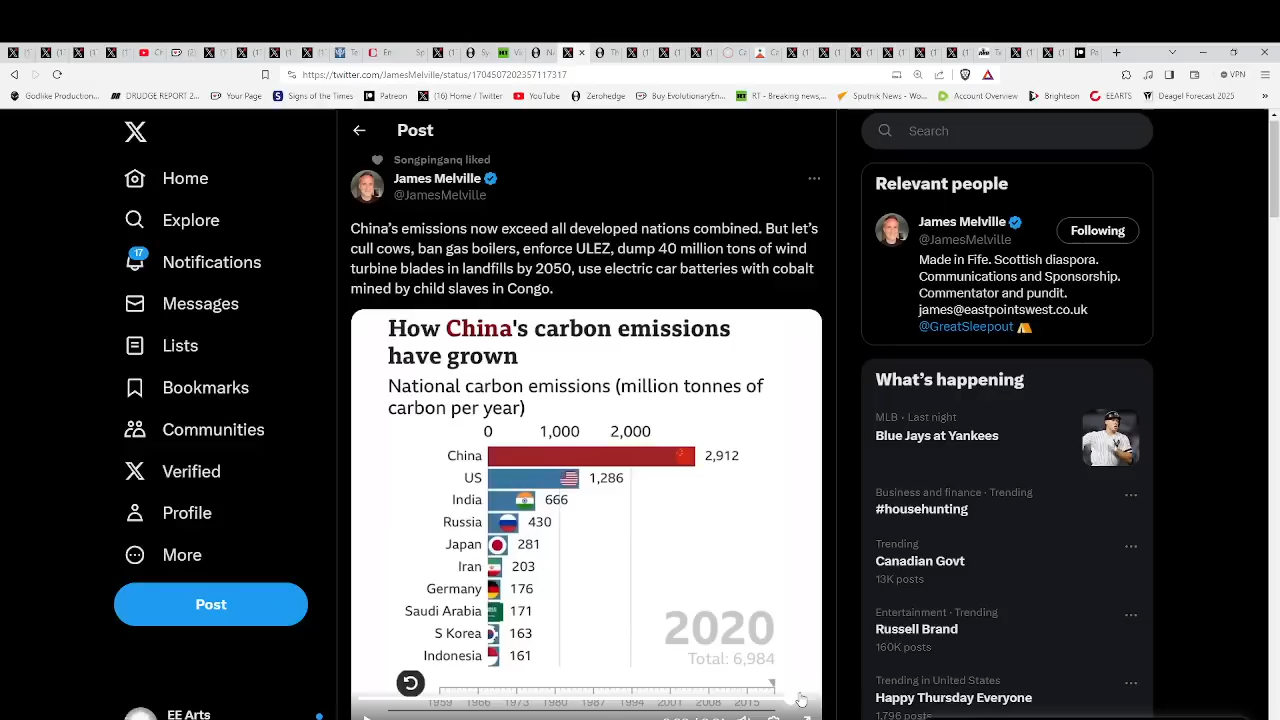 https://twitter.com/JamesMelville/status/1704507202357117317
VPN
Godlike Production...
DRUDGE REPORT 2...
Your Page
Signs of the Times
Patreon
(16) Home / Twitter
YouTube
Zerohedge
Buy EvolutionaryEn...
RT - Breaking news,...
Sputnik News - Wo...
Account Overview
Brighteon
EEARTS
Deagel Forecast 2025
Home
Explore
17
Notifications
Messages
Lists
Bookmarks
Communities
Verified
Profile
More
Post
EE Arts
Post
Songpinganq liked
James Melville
@JamesMelville
China's emissions now exceed all developed nations combined. But let's
cull cows, ban gas boilers, enforce ULEZ, dump 40 million tons of wind
turbine blades in landfills by 2050, use electric car batteries with cobalt
mined by child slaves in Congo.
How China's carbon emissions
have grown
National carbon emissions (million tonnes of
carbon per year)
0 1,000 2,000
China 2,912
US 1,286
India 666
Russia 430
Japan 281
Iran 203
Germany 176
Saudi Arabia 171
S Korea 163
Indonesia 161
2020
Total: 6,984
1959 1966 1973 1980 1987 1994 2001 2008 2015
Search
Relevant people
James Melville
@JamesMelville
Following
Made in Fife. Scottish diaspora.
Communications and Sponsorship.
Commentator and pundit.
james@eastpointswest.co.uk
@GreatSleepout
What's happening
MLB · Last night
Blue Jays at Yankees
Business and finance · Trending
#househunting
Trending
Canadian Govt
13K posts
Entertainment · Trending
Russell Brand
160K posts
Trending in United States
Happy Thursday Everyone
1,796 posts